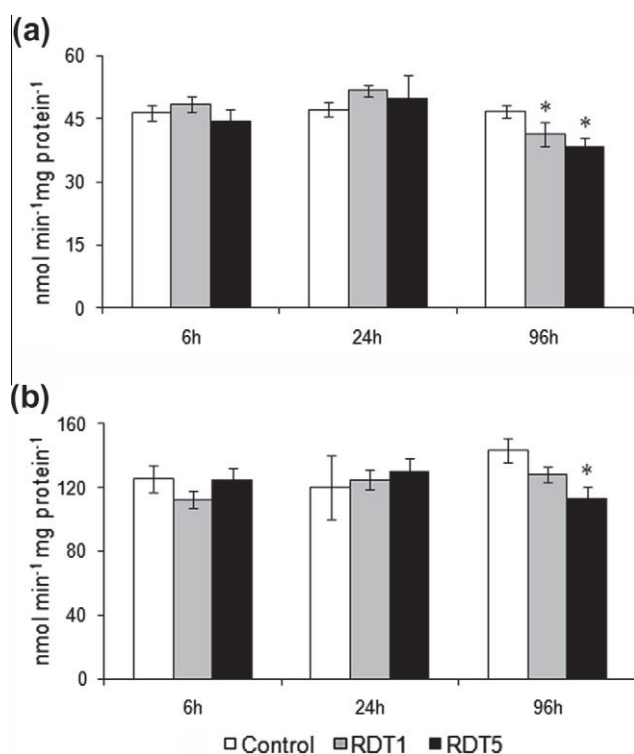 (a)
nmol min⁻¹mg protein⁻¹
60
45
30
15
0
* *
6h 24h 96h
(b)
nmol min⁻¹ mg protein⁻¹
160
120
80
40
0
*
6h 24h 96h
Control RDT1 RDT5